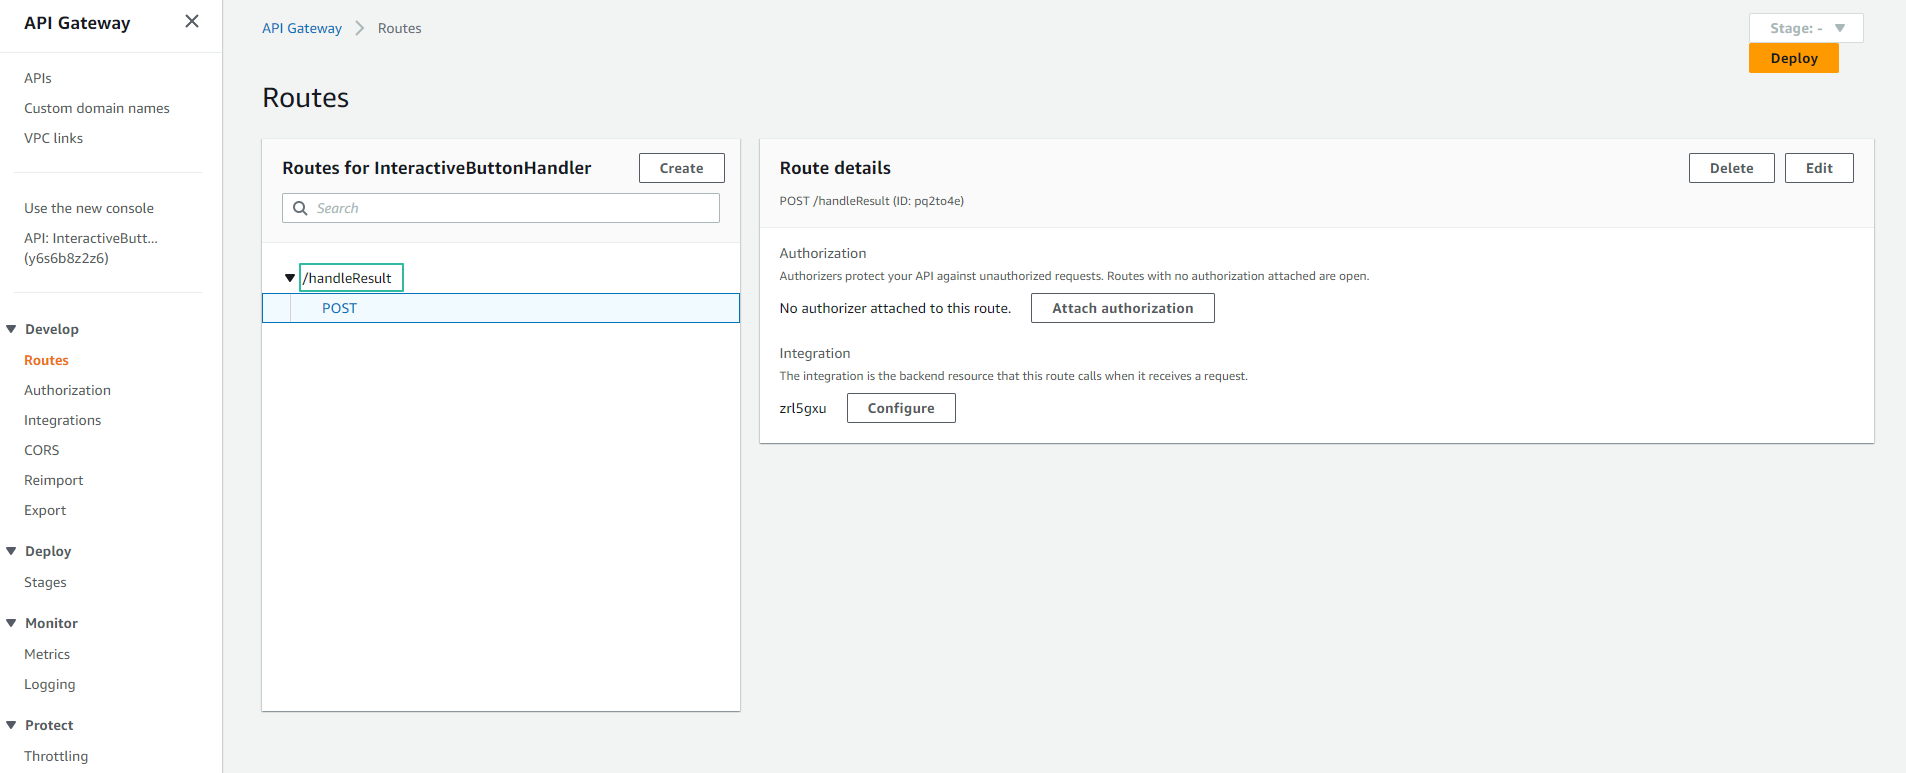 API Gateway
APIs
Custom domain names
VPC links
Use the new console
API: InteractiveButt...
(y6s6b8z2z6)
Develop
Routes
Authorization
Integrations
CORS
Reimport
Export
Deploy
Stages
Monitor
Metrics
Logging
Protect
Throttling
API Gateway Routes
Stage: -
Deploy
Routes
Routes for InteractiveButtonHandler
Create
Search
/handleResult
POST
Route details
Delete
Edit
POST /handleResult (ID: pq2to4e)
Authorization
Authorizers protect your API against unauthorized requests. Routes with no authorization attached are open.
No authorizer attached to this route.
Attach authorization
Integration
The integration is the backend resource that this route calls when it receives a request.
zrl5gxu
Configure